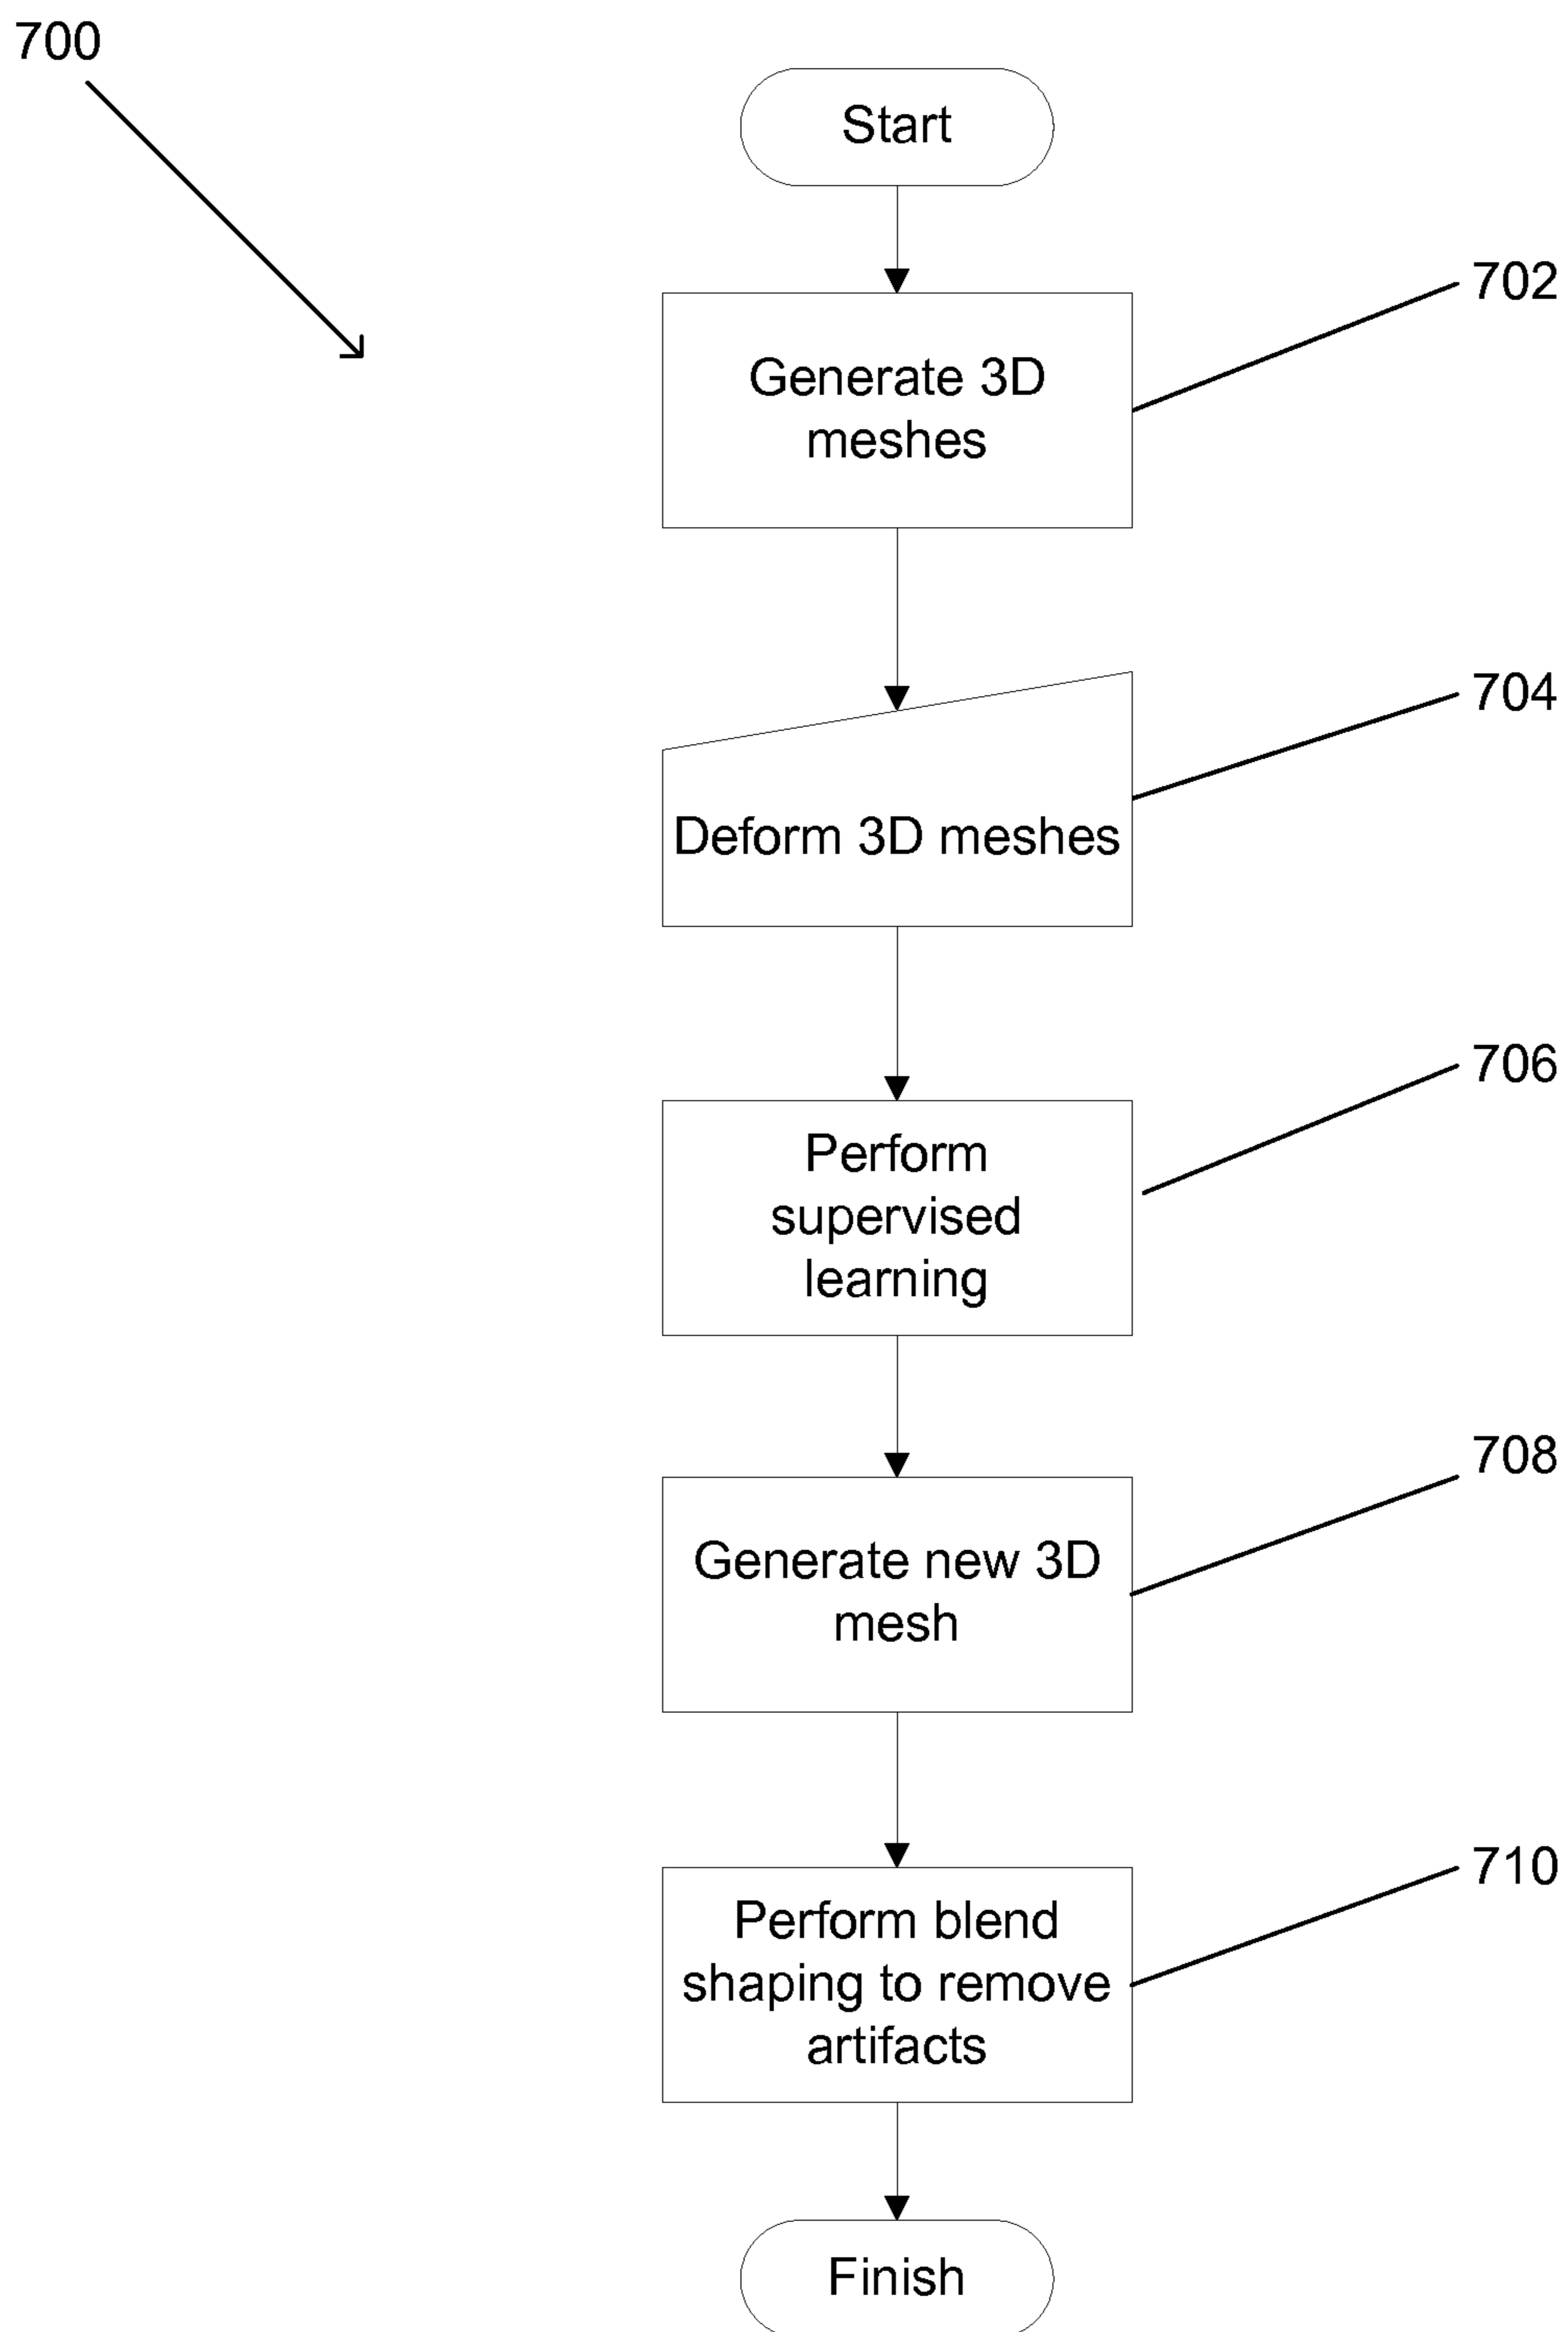 700
Start
702
Generate 3D
meshes
704
Deform 3D meshes
706
Perform
supervised
learning
708
Generate new 3D
mesh
710
Perform blend
shaping to remove
artifacts
Finish